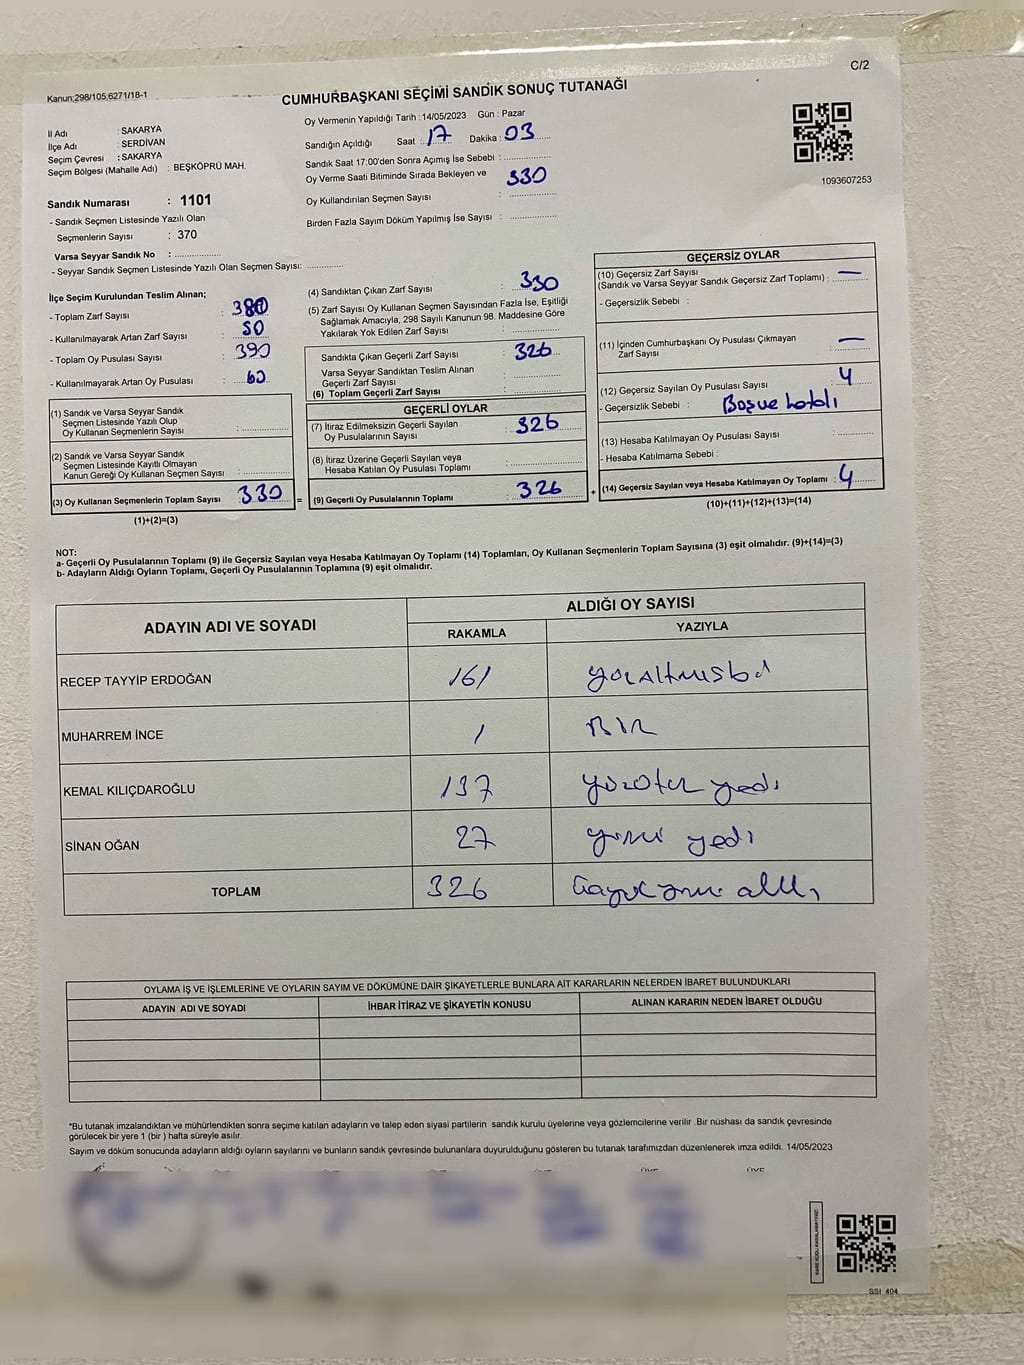 C/2
Kanun:298/105,6271/18-1
CUMHURBAŞKANI SEÇİMİ SANDIK SONUÇ TUTANAĞI
İl Adı : SAKARYA
İlçe Adı : SERDİVAN
Seçim Çevresi : SAKARYA
Seçim Bölgesi (Mahalle Adı) : BEŞKÖPRÜ MAH.
Sandık Numarası : 1101
- Sandık Seçmen Listesinde Yazılı Olan
Seçmenlerin Sayısı : 370
Varsa Seyyar Sandık No :
- Seyyar Sandık Seçmen Listesinde Yazılı Olan Seçmen Sayısı:
Oy Vermenin Yapıldığı Tarih : 14/05/2023 Gün : Pazar
Sandığın Açıldığı Saat 17 Dakika : 03
Sandık Saat 17:00'den Sonra Açımış İse Sebebi :
Oy Verme Saati Bitiminde Sırada Bekleyen ve 330
Oy Kullandırılan Seçmen Sayısı :
Birden Fazla Sayım Döküm Yapılmış İse Sayısı :
1093607253
İlçe Seçim Kurulundan Teslim Alınan;
- Toplam Zarf Sayısı : 380
- Kullanılmayarak Artan Zarf Sayısı : 50
- Toplam Oy Pusulası Sayısı : 390
- Kullanılmayarak Artan Oy Pusulası : 60
(1) Sandık ve Varsa Seyyar Sandık
Seçmen Listesinde Yazılı Olup
Oy Kullanan Seçmenlerin Sayısı :
(2) Sandık ve Varsa Seyyar Sandık
Seçmen Listesinde Kayıtlı Olmayan
Kanun Gereği Oy Kullanan Seçmen Sayısı :
(3) Oy Kullanan Seçmenlerin Toplam Sayısı : 330 =
(1)+(2)=(3)
(4) Sandıktan Çıkan Zarf Sayısı : 330
(5) Zarf Sayısı Oy Kullanan Seçmen Sayısından Fazla İse, Eşitliği
Sağlamak Amacıyla, 298 Sayılı Kanunun 98. Maddesine Göre
Yakılarak Yok Edilen Zarf Sayısı :
Sandıkta Çıkan Geçerli Zarf Sayısı : 326
Varsa Seyyar Sandıktan Teslim Alınan
Geçerli Zarf Sayısı :
(6) Toplam Geçerli Zarf Sayısı :
GEÇERLİ OYLAR
(7) İtiraz Edilmeksizin Geçerli Sayılan
Oy Pusulalarının Sayısı : 326
(8) İtiraz Üzerine Geçerli Sayılan veya
Hesaba Katılan Oy Pusulası Toplamı :
(9) Geçerli Oy Pusulalarının Toplamı : 326 +
GEÇERSİZ OYLAR
(10) Geçersiz Zarf Sayısı
(Sandık ve Varsa Seyyar Sandık Geçersiz Zarf Toplamı) : —
- Geçersizlik Sebebi :
(11) İçinden Cumhurbaşkanı Oy Pusulası Çıkmayan
Zarf Sayısı : —
(12) Geçersiz Sayılan Oy Pusulası Sayısı : 4
- Geçersizlik Sebebi : Boşve hatalı
(13) Hesaba Katılmayan Oy Pusulası Sayısı :
- Hesaba Katılmama Sebebi :
(14) Geçersiz Sayılan veya Hesaba Katılmayan Oy Toplamı : 4
(10)+(11)+(12)+(13)=(14)
NOT:
a- Geçerli Oy Pusulalarının Toplamı (9) ile Geçersiz Sayılan veya Hesaba Katılmayan Oy Toplamı (14) Toplamları, Oy Kullanan Seçmenlerin Toplam Sayısına (3) eşit olmalıdır. (9)+(14)=(3)
b- Adayların Aldığı Oyların Toplamı, Geçerli Oy Pusulalarının Toplamına (9) eşit olmalıdır.
ADAYIN ADI VE SOYADI ALDIĞI OY SAYISI
RAKAMLA YAZIYLA
RECEP TAYYİP ERDOĞAN 161
MUHARREM İNCE 1 BİR
KEMAL KILIÇDAROĞLU 137 yüzotuz yedi
SİNAN OĞAN 27 yirmi yedi
TOPLAM 326
OYLAMA İŞ VE İŞLEMLERİNE VE OYLARIN SAYIM VE DÖKÜMÜNE DAİR ŞİKAYETLERLE BUNLARA AİT KARARLARIN NELERDEN İBARET BULUNDUKLARI
ADAYIN ADI VE SOYADI İHBAR İTİRAZ VE ŞİKAYETİN KONUSU ALINAN KARARIN NEDEN İBARET OLDUĞU
*Bu tutanak imzalandıktan ve mühürlendikten sonra seçime katılan adayların ve talep eden siyasi partilerin sandık kurulu üyelerine veya gözlemcilerine verilir .Bir nüshası da sandık çevresinde
görülecek bir yere 1 (bir ) hafta süreyle asılır.
Sayım ve döküm sonucunda adayların aldığı oyların sayılarını ve bunların sandık çevresinde bulunanlara duyurulduğunu gösteren bu tutanak tarafımızdan düzenlenerek imza edildi. 14/05/2023
SSI 404